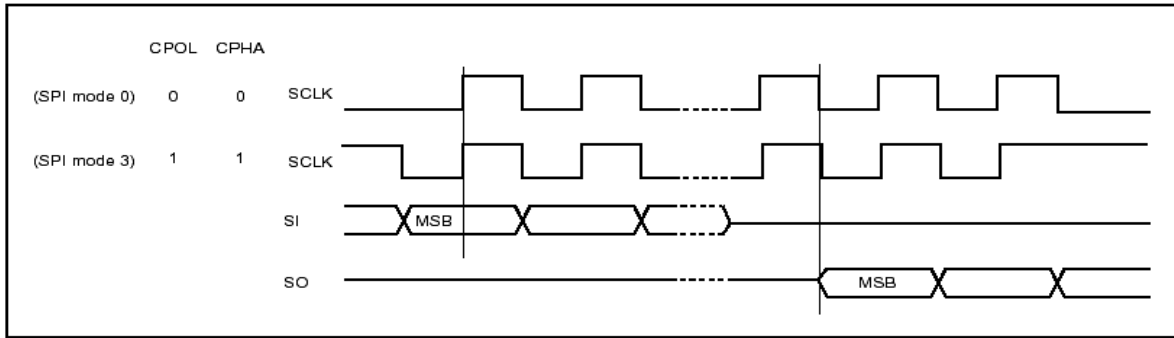 CPOL CPHA
(SPI mode 0) 0 0 SCLK
(SPI mode 3) 1 1 SCLK
SI MSB
SO MSB